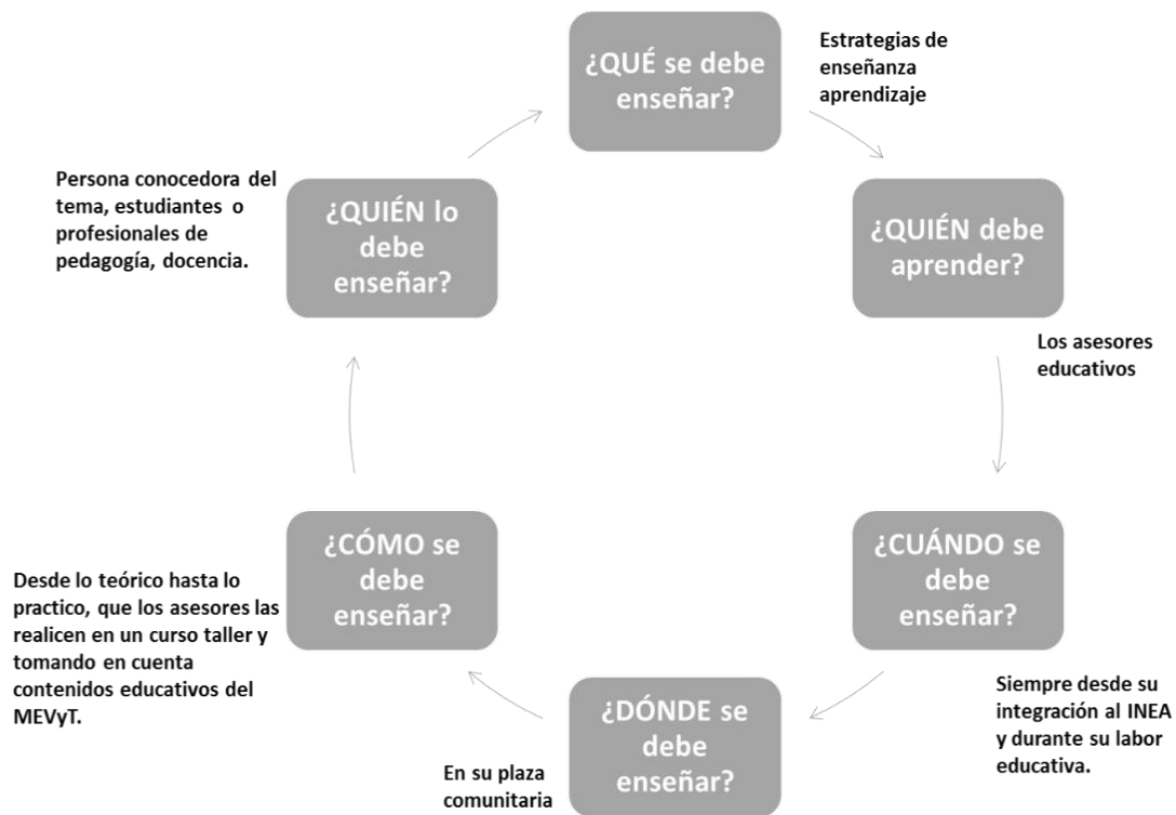 ¿QUÉ se debe
enseñar?
Estrategias de
enseñanza
aprendizaje
¿QUIÉN debe
aprender?
Los asesores
educativos
¿CUÁNDO se
debe
enseñar?
Siempre desde su
integración al INEA
y durante su labor
educativa.
¿DÓNDE se
debe
enseñar?
En su plaza
comunitaria
¿CÓMO se
debe
enseñar?
Desde lo teórico hasta lo
practico, que los asesores las
realicen en un curso taller y
tomando en cuenta
contenidos educativos del
MEVyT.
¿QUIÉN lo
debe
enseñar?
Persona conocedora del
tema, estudiantes o
profesionales de
pedagogía, docencia.